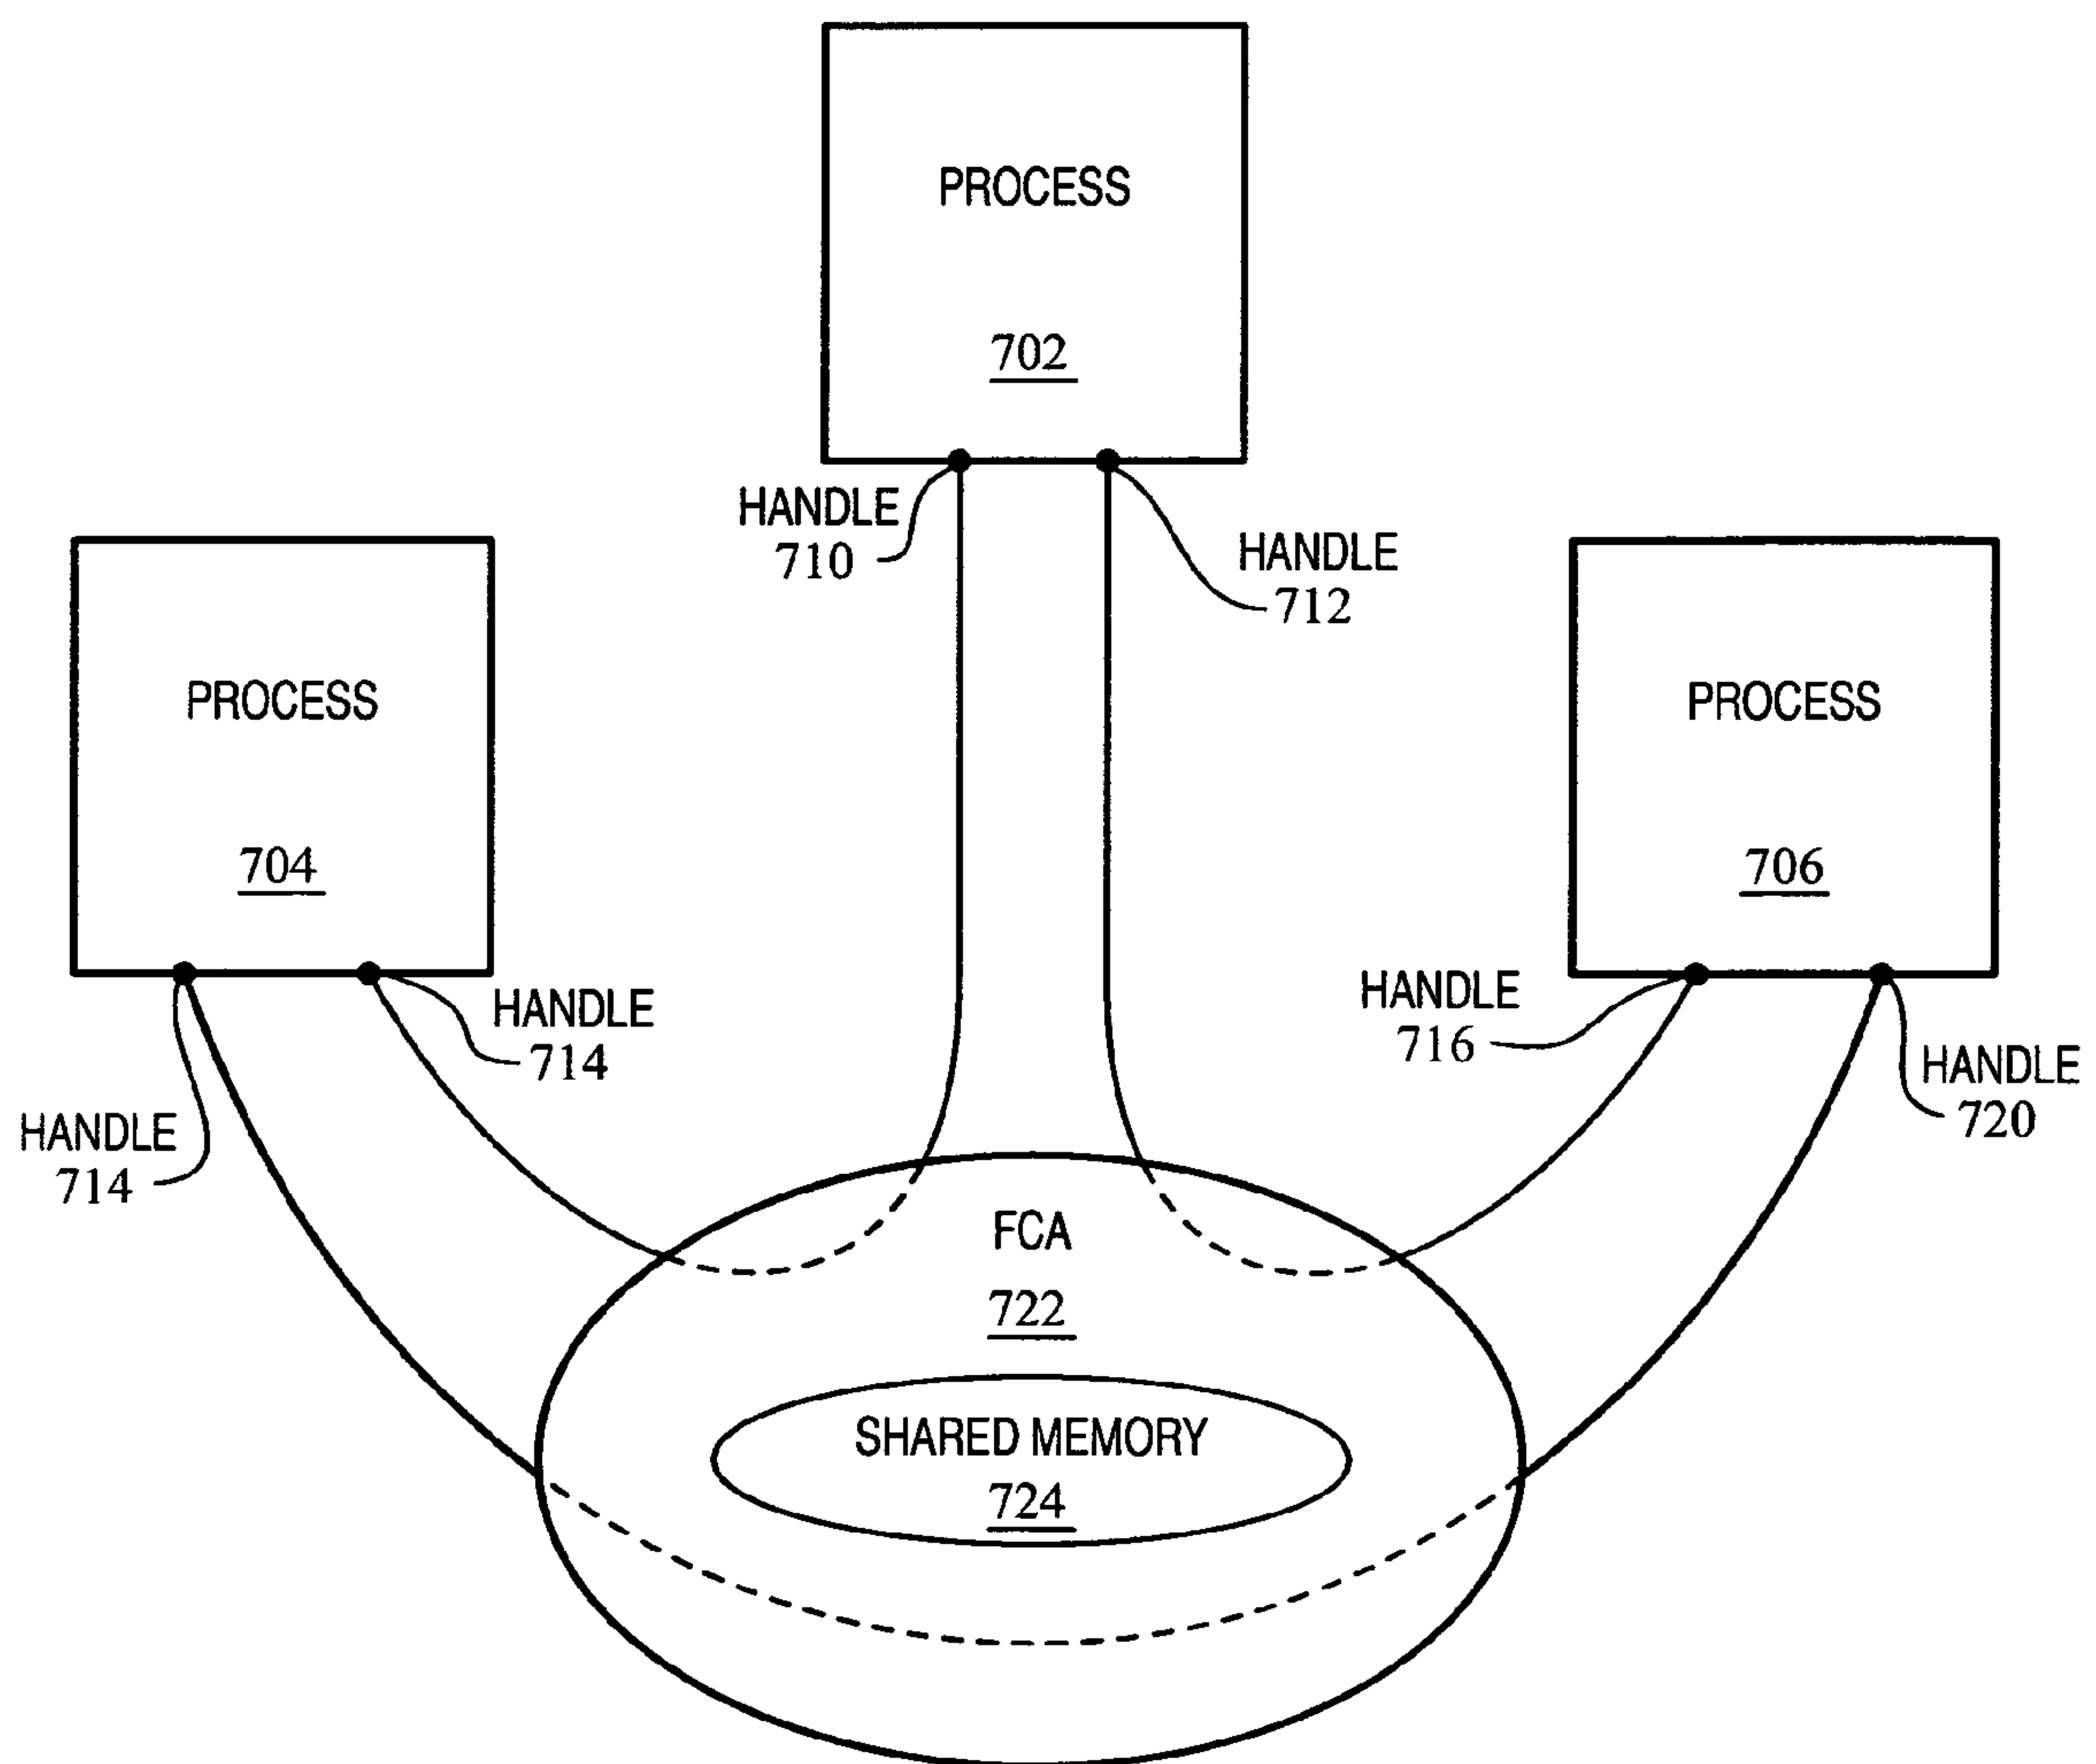 PROCESS
702
HANDLE
710
HANDLE
712
PROCESS
704
PROCESS
706
HANDLE
714
HANDLE
714
HANDLE
716
HANDLE
720
FCA
722
SHARED MEMORY
724